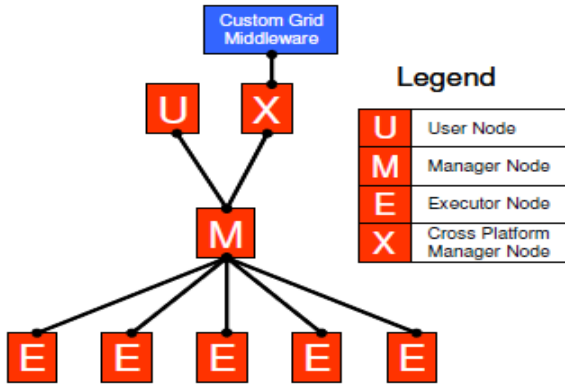 Custom Grid
Middleware
Legend
U X
U User Node
M Manager Node
E Executor Node
X Cross Platform
Manager Node
M
E E E E E